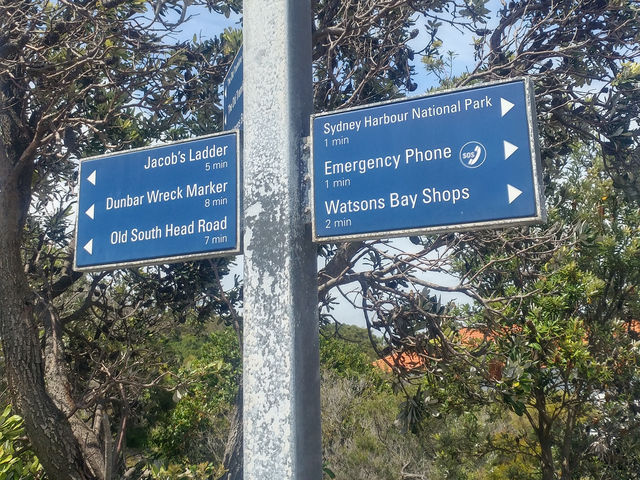 Jacob's Ladder
5 min
Dunbar Wreck Marker
8 min
Old South Head Road
7 min
Sydney Harbour National Park
1 min
Emergency Phone SOS
1 min
Watsons Bay Shops
2 min